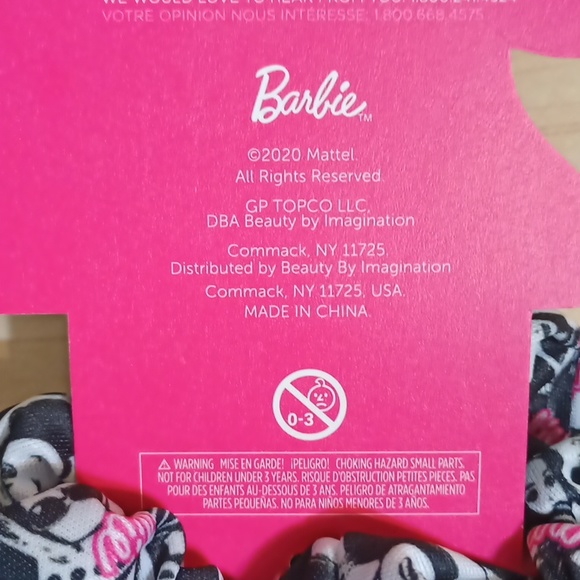 VOTRE OPINION NOUS INTÉRESSE: 1.800.668.4575
Barbie™
©2020 Mattel.
All Rights Reserved.
GP TOPCO LLC,
DBA Beauty by Imagination
Commack, NY 11725.
Distributed by Beauty By Imagination
Commack, NY 11725, USA.
MADE IN CHINA.
0-3
⚠ WARNING MISE EN GARDE! ¡PELIGRO! CHOKING HAZARD SMALL PARTS.
NOT FOR CHILDREN UNDER 3 YEARS. RISQUE D'OBSTRUCTION PETITES PIECES. PAS
POUR DES ENFANTS AU-DESSOUS DE 3 ANS. PELIGRO DE ATRAGANTAMIENTO
PARTES PEQUEÑAS. NO PARA NIÑOS MENORES DE 3 AÑOS.